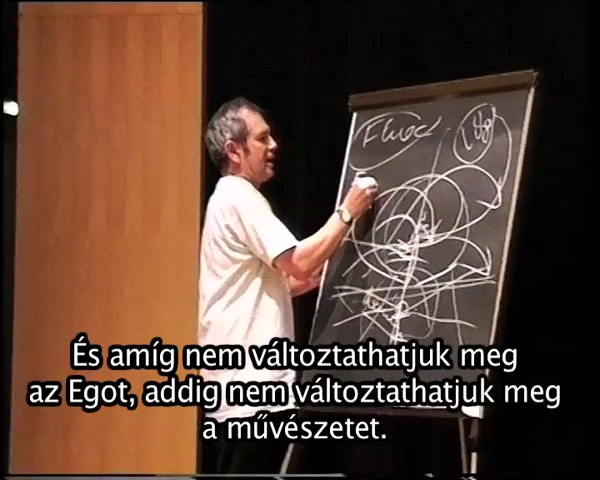 És amíg nem változtathatjuk meg
az Egot, addig nem változtathatjuk meg
a művészetet.